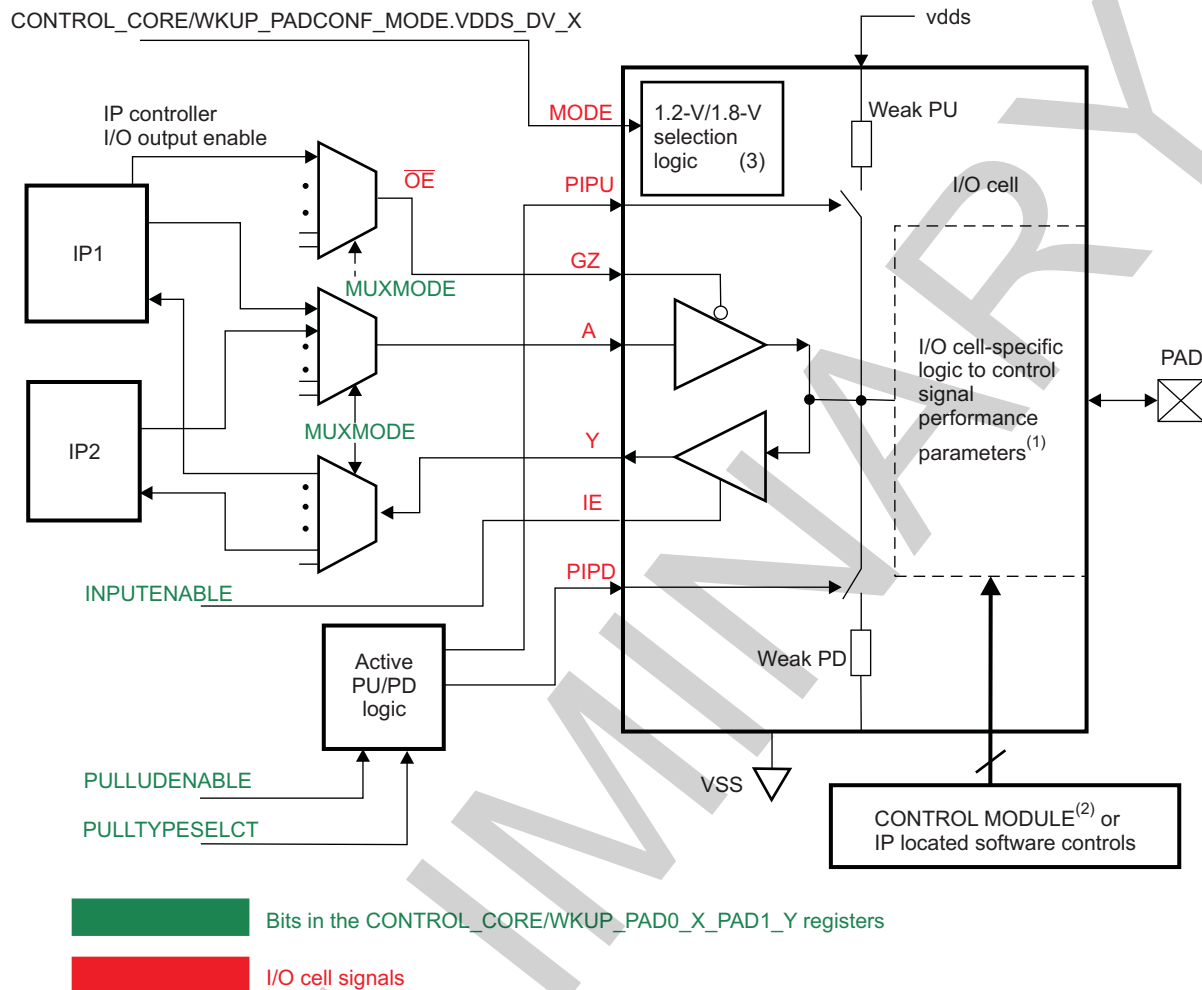 CONTROL_CORE/WKUP_PADCONF_MODE.VDDS_DV_X
vdds
IP controller
I/O output enable
MODE
1.2-V/1.8-V
selection
logic (3)
Weak PU
OE
PIPU
I/O cell
IP1
GZ
MUXMODE
A
I/O cell-specific
logic to control
signal
performance
parameters(1)
PAD
IP2
MUXMODE
Y
IE
PIPD
INPUTENABLE
Active
PU/PD
logic
Weak PD
VSS
PULLUDENABLE
PULLTYPESELCT
CONTROL MODULE(2) or
IP located software controls
Bits in the CONTROL_CORE/WKUP_PAD0_X_PAD1_Y registers
I/O cell signals
IMINARY